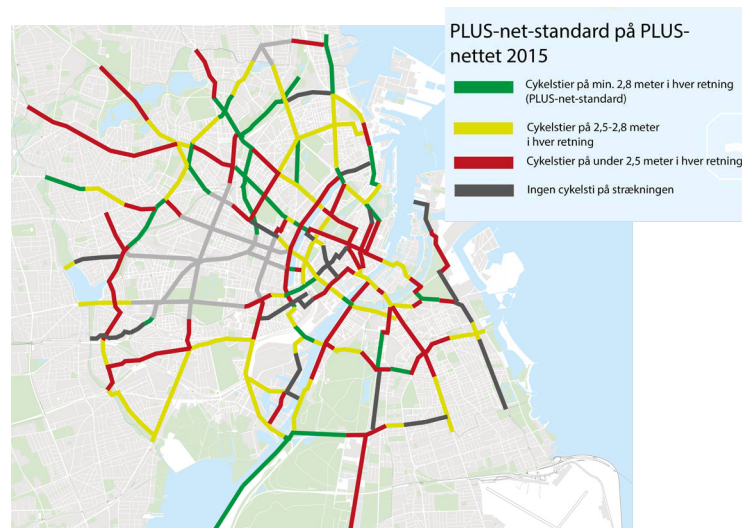 PLUS-net-standard på PLUS-
nettet 2015
Cykelstier på min. 2,8 meter i hver retning
(PLUS-net-standard)
Cykelstier på 2,5-2,8 meter
i hver retning
Cykelstier på under 2,5 meter i hver retning
Ingen cykelsti på strækningen